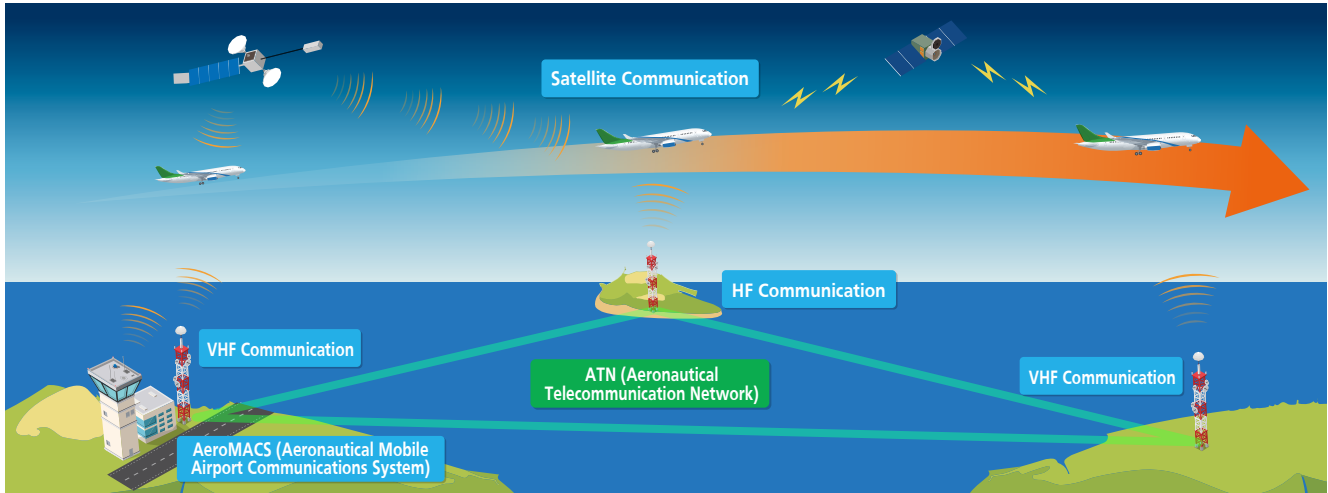 Satellite Communication
HF Communication
VHF Communication
ATN (Aeronautical
Telecommunication Network)
VHF Communication
AeroMACS (Aeronautical Mobile
Airport Communications System)